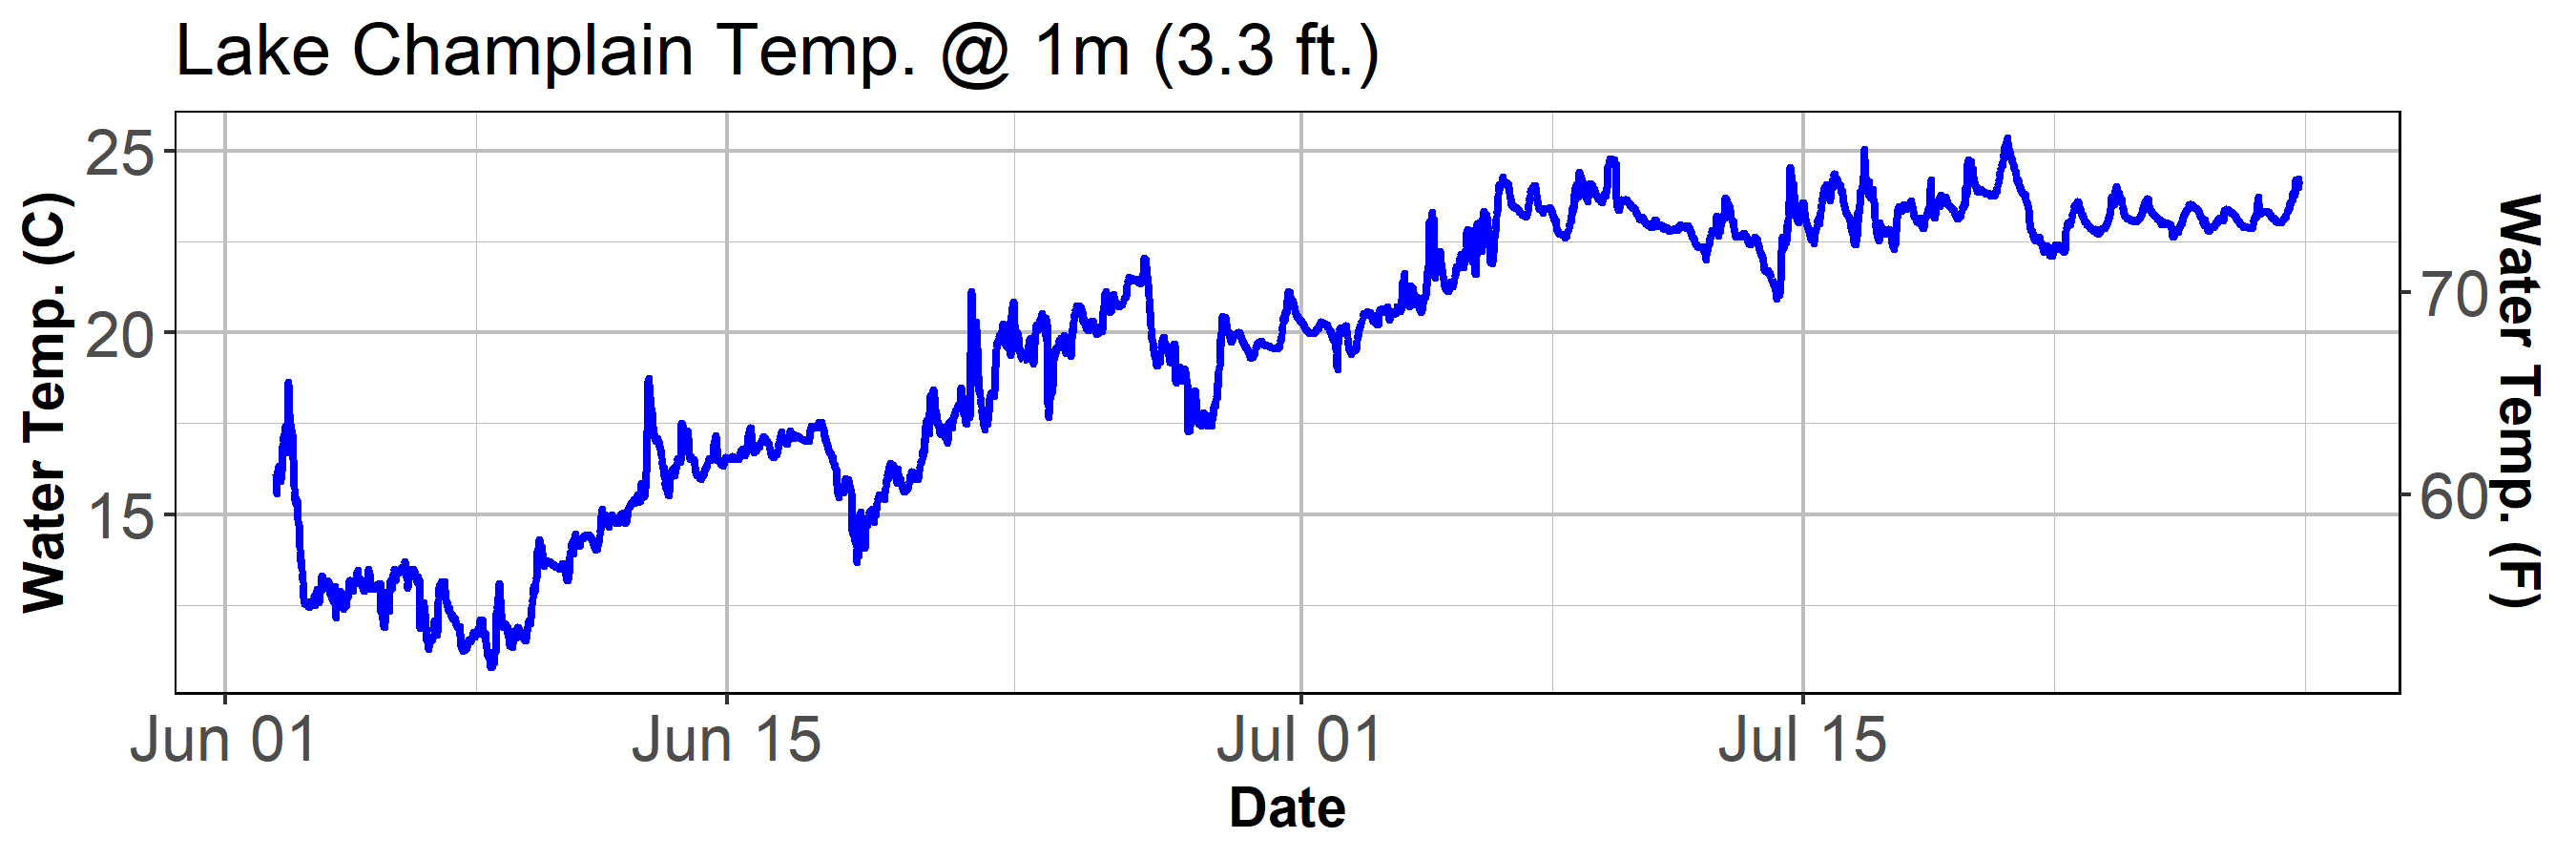 Lake Champlain Temp. @ 1m (3.3 ft.)
Water Temp. (C)
25
20
15
70
60
Water Temp. (F)
Jun 01
Jun 15
Jul 01
Jul 15
Date